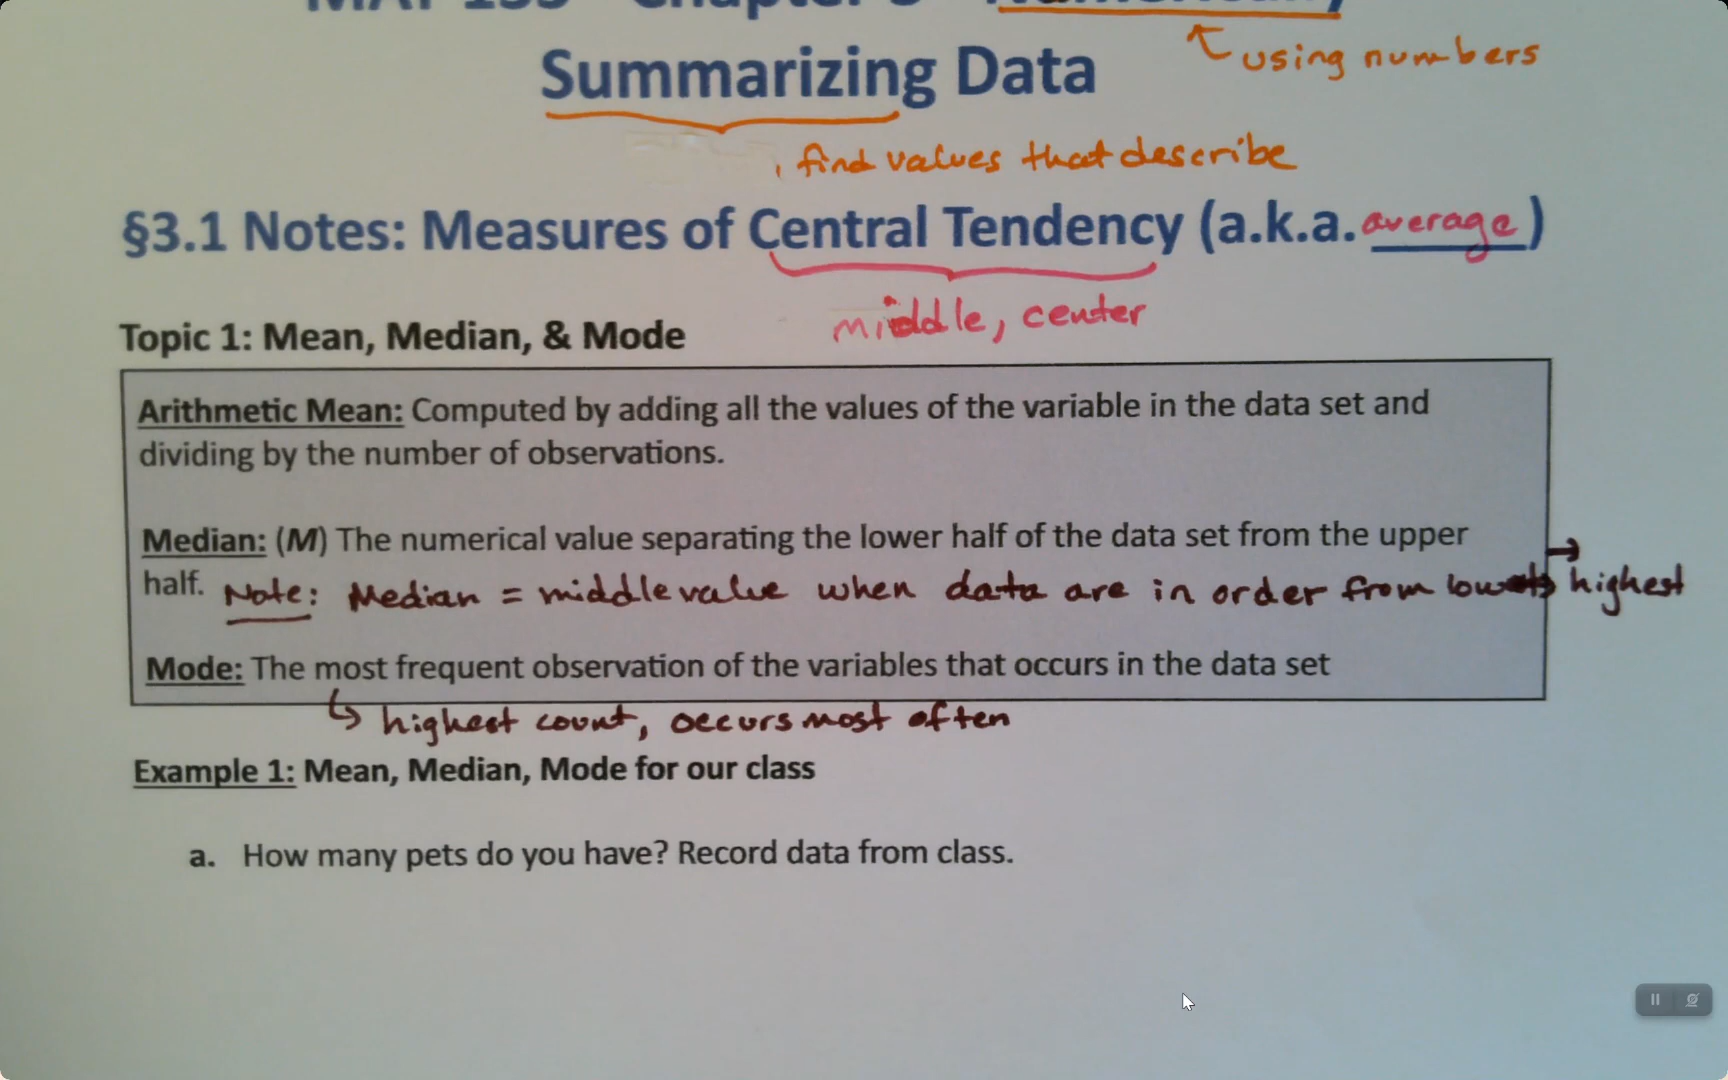 Summarizing Data
using numbers
find values that describe
§3.1 Notes: Measures of Central Tendency (a.k.a. average)
middle, center
Topic 1: Mean, Median, & Mode
Arithmetic Mean: Computed by adding all the values of the variable in the data set and
dividing by the number of observations.
Median: (M) The numerical value separating the lower half of the data set from the upper
half. Note: Median = middle value when data are in order from lowest → highest
Mode: The most frequent observation of the variables that occurs in the data set
↳ highest count, occurs most often
Example 1: Mean, Median, Mode for our class
a. How many pets do you have? Record data from class.